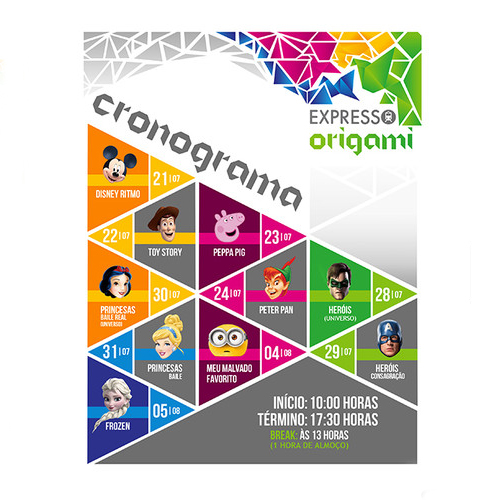 EXPRESSO
origami
cronograma
DISNEY RITMO
21|07
22|07
TOY STORY
PEPPA PIG
23|07
PRINCESAS
BAILE REAL
(UNIVERSO)
30|07
24|07
PETER PAN
HERÓIS
(UNIVERSO)
28|07
31|07
PRINCESAS
BAILE
MEU MALVADO
FAVORITO
04|08
29|07
HERÓIS
CONSAGRAÇÃO
FROZEN
05|08
INÍCIO: 10:00 HORAS
TÉRMINO: 17:30 HORAS
BREAK: ÀS 13 HORAS
(1 HORA DE ALMOÇO)